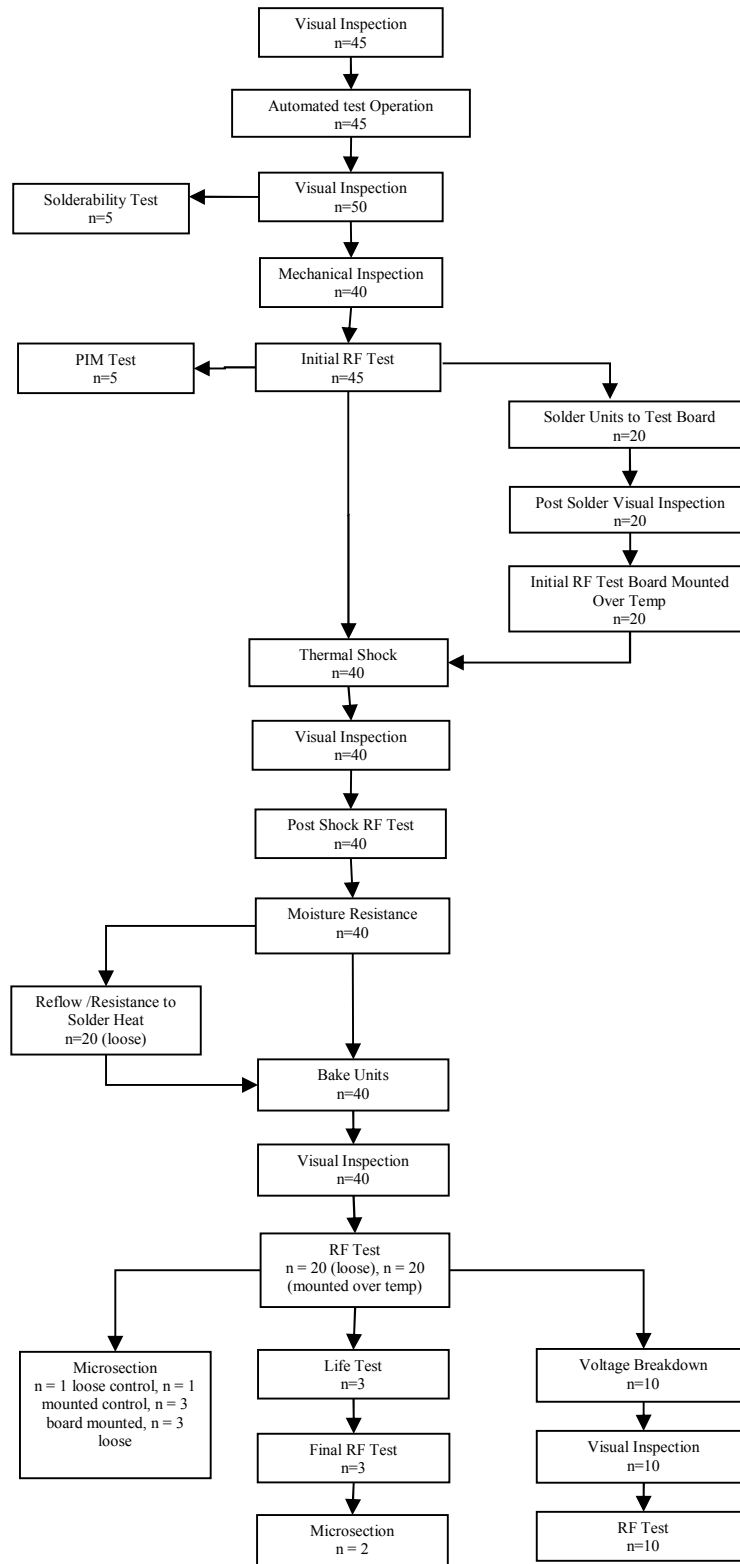 Visual Inspection
n=45
Automated test Operation
n=45
Solderability Test
n=5
Visual Inspection
n=50
Mechanical Inspection
n=40
PIM Test
n=5
Initial RF Test
n=45
Solder Units to Test Board
n=20
Post Solder Visual Inspection
n=20
Initial RF Test Board Mounted
Over Temp
n=20
Thermal Shock
n=40
Visual Inspection
n=40
Post Shock RF Test
n=40
Moisture Resistance
n=40
Reflow /Resistance to
Solder Heat
n=20 (loose)
Bake Units
n=40
Visual Inspection
n=40
RF Test
n = 20 (loose), n = 20
(mounted over temp)
Microsection
n = 1 loose control, n = 1
mounted control, n = 3
board mounted, n = 3
loose
Life Test
n=3
Final RF Test
n=3
Microsection
n = 2
Voltage Breakdown
n=10
Visual Inspection
n=10
RF Test
n=10